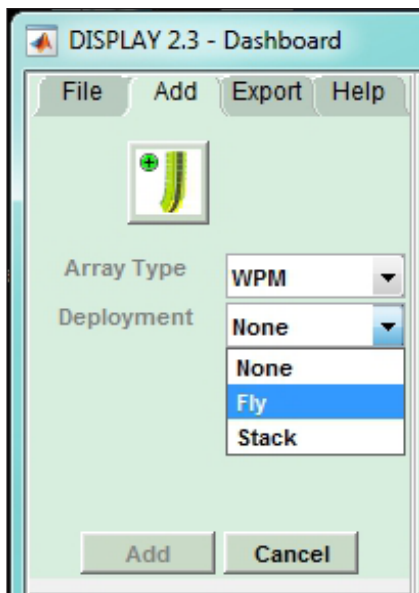 DISPLAY 2.3 - Dashboard
File Add Export Help
Array Type WPM
Deployment None
None
Fly
Stack
Add Cancel